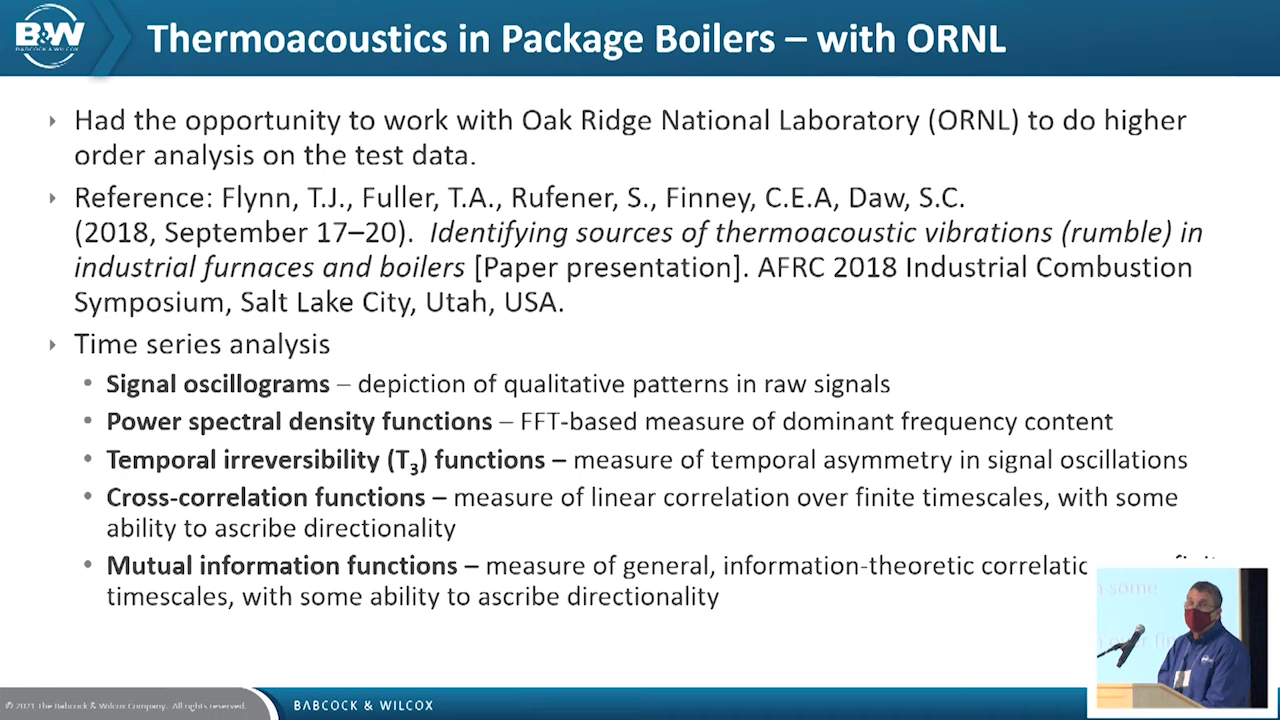 B&W
BABCOCK & WILCOX
Thermoacoustics in Package Boilers – with ORNL
Had the opportunity to work with Oak Ridge National Laboratory (ORNL) to do higher
order analysis on the test data.
Reference: Flynn, T.J., Fuller, T.A., Rufener, S., Finney, C.E.A, Daw, S.C.
(2018, September 17–20). Identifying sources of thermoacoustic vibrations (rumble) in
industrial furnaces and boilers [Paper presentation]. AFRC 2018 Industrial Combustion
Symposium, Salt Lake City, Utah, USA.
Time series analysis
• Signal oscillograms – depiction of qualitative patterns in raw signals
• Power spectral density functions – FFT-based measure of dominant frequency content
• Temporal irreversibility (T3) functions – measure of temporal asymmetry in signal oscillations
• Cross-correlation functions – measure of linear correlation over finite timescales, with some
ability to ascribe directionality
• Mutual information functions – measure of general, information-theoretic
timescales, with some ability to ascribe directionality
some
© 2021 The Babcock & Wilcox Company. All rights reserved.
BABCOCK & WILCOX